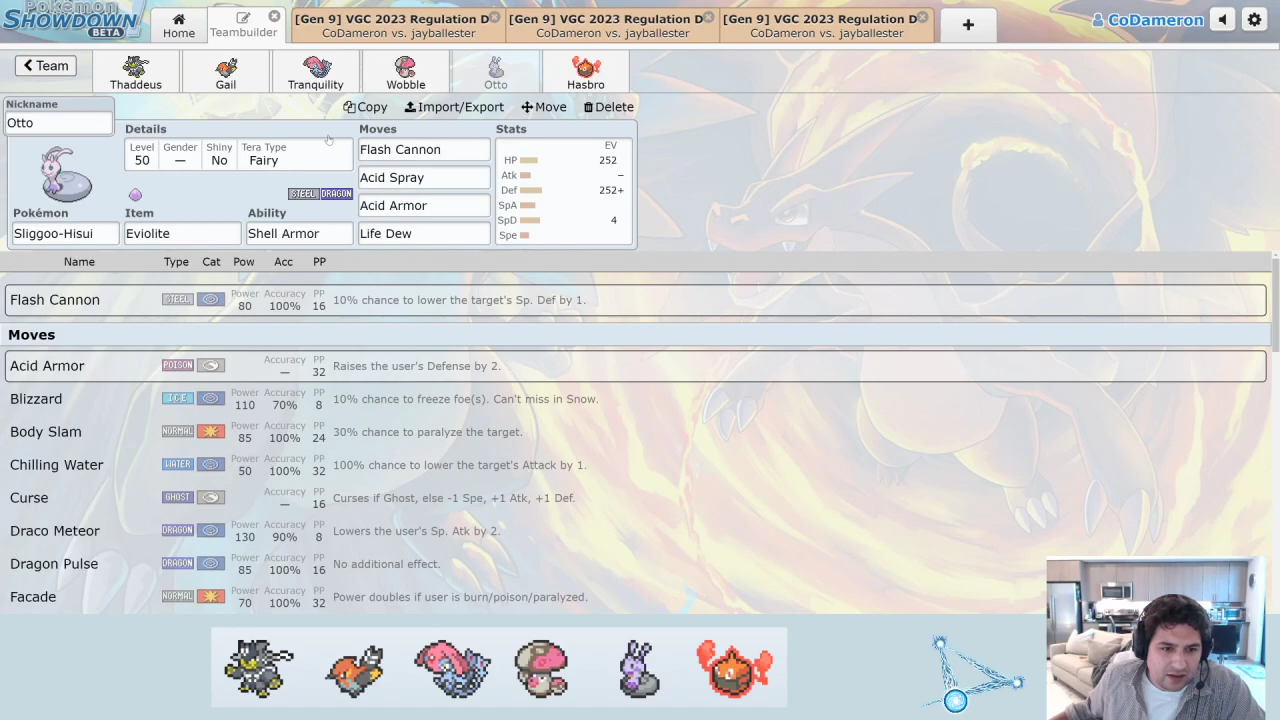 Pokémon
SHOWDOWN
BETA
Home
Teambuilder
[Gen 9] VGC 2023 Regulation D
CoDameron vs. jayballester
[Gen 9] VGC 2023 Regulation D
CoDameron vs. jayballester
[Gen 9] VGC 2023 Regulation D
CoDameron vs. jayballester
+
CoDameron
Team
Thaddeus
Gail
Tranquility
Wobble
Otto
Hasbro
Nickname
Otto
Copy Import/Export Move Delete
Details
Level Gender Shiny Tera Type
50 — No Fairy
STEEL DRAGON
Pokémon Item Ability
Sliggoo-Hisui Eviolite Shell Armor
Moves
Flash Cannon
Acid Spray
Acid Armor
Life Dew
Stats
EV
HP 252
Atk –
Def 252+
SpA
SpD 4
Spe
Name Type Cat Pow Acc PP
Flash Cannon STEEL Power 80 Accuracy 100% PP 16 10% chance to lower the target's Sp. Def by 1.
Moves
Acid Armor POISON Accuracy — PP 32 Raises the user's Defense by 2.
Blizzard ICE Power 110 Accuracy 70% PP 8 10% chance to freeze foe(s). Can't miss in Snow.
Body Slam NORMAL Power 85 Accuracy 100% PP 24 30% chance to paralyze the target.
Chilling Water WATER Power 50 Accuracy 100% PP 32 100% chance to lower the target's Attack by 1.
Curse GHOST Accuracy — PP 16 Curses if Ghost, else -1 Spe, +1 Atk, +1 Def.
Draco Meteor DRAGON Power 130 Accuracy 90% PP 8 Lowers the user's Sp. Atk by 2.
Dragon Pulse DRAGON Power 85 Accuracy 100% PP 16 No additional effect.
Facade NORMAL Power 70 Accuracy 100% PP 32 Power doubles if user is burn/poison/paralyzed.